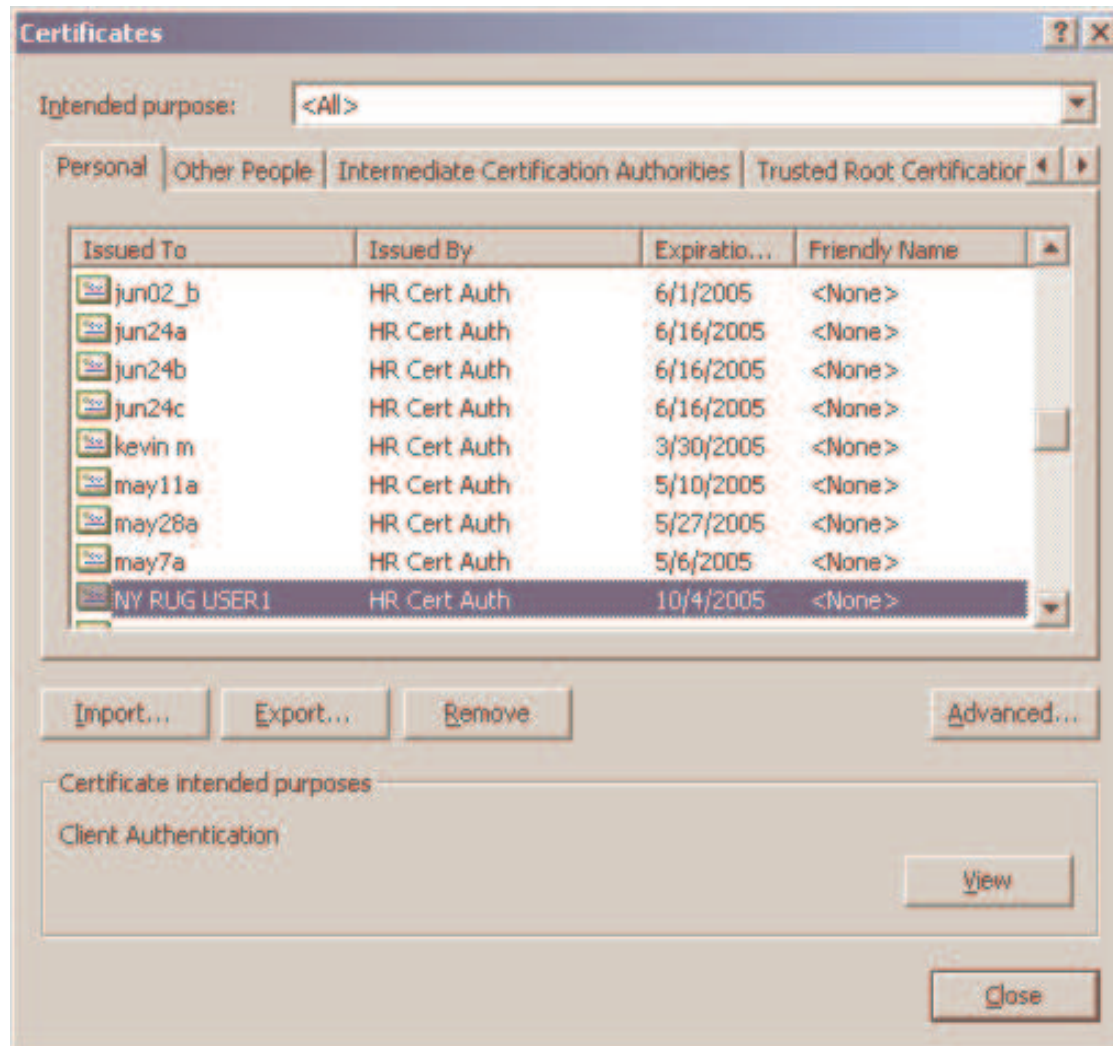 Certificates
Intended purpose: <All>
Personal Other People Intermediate Certification Authorities Trusted Root Certification
Issued To Issued By Expiratio... Friendly Name
jun02_b HR Cert Auth 6/1/2005 <None>
jun24a HR Cert Auth 6/16/2005 <None>
jun24b HR Cert Auth 6/16/2005 <None>
jun24c HR Cert Auth 6/16/2005 <None>
kevin m HR Cert Auth 3/30/2005 <None>
may11a HR Cert Auth 5/10/2005 <None>
may28a HR Cert Auth 5/27/2005 <None>
may7a HR Cert Auth 5/6/2005 <None>
NY RUG USER1 HR Cert Auth 10/4/2005 <None>
Import... Export... Remove Advanced...
Certificate intended purposes
Client Authentication
View
Close